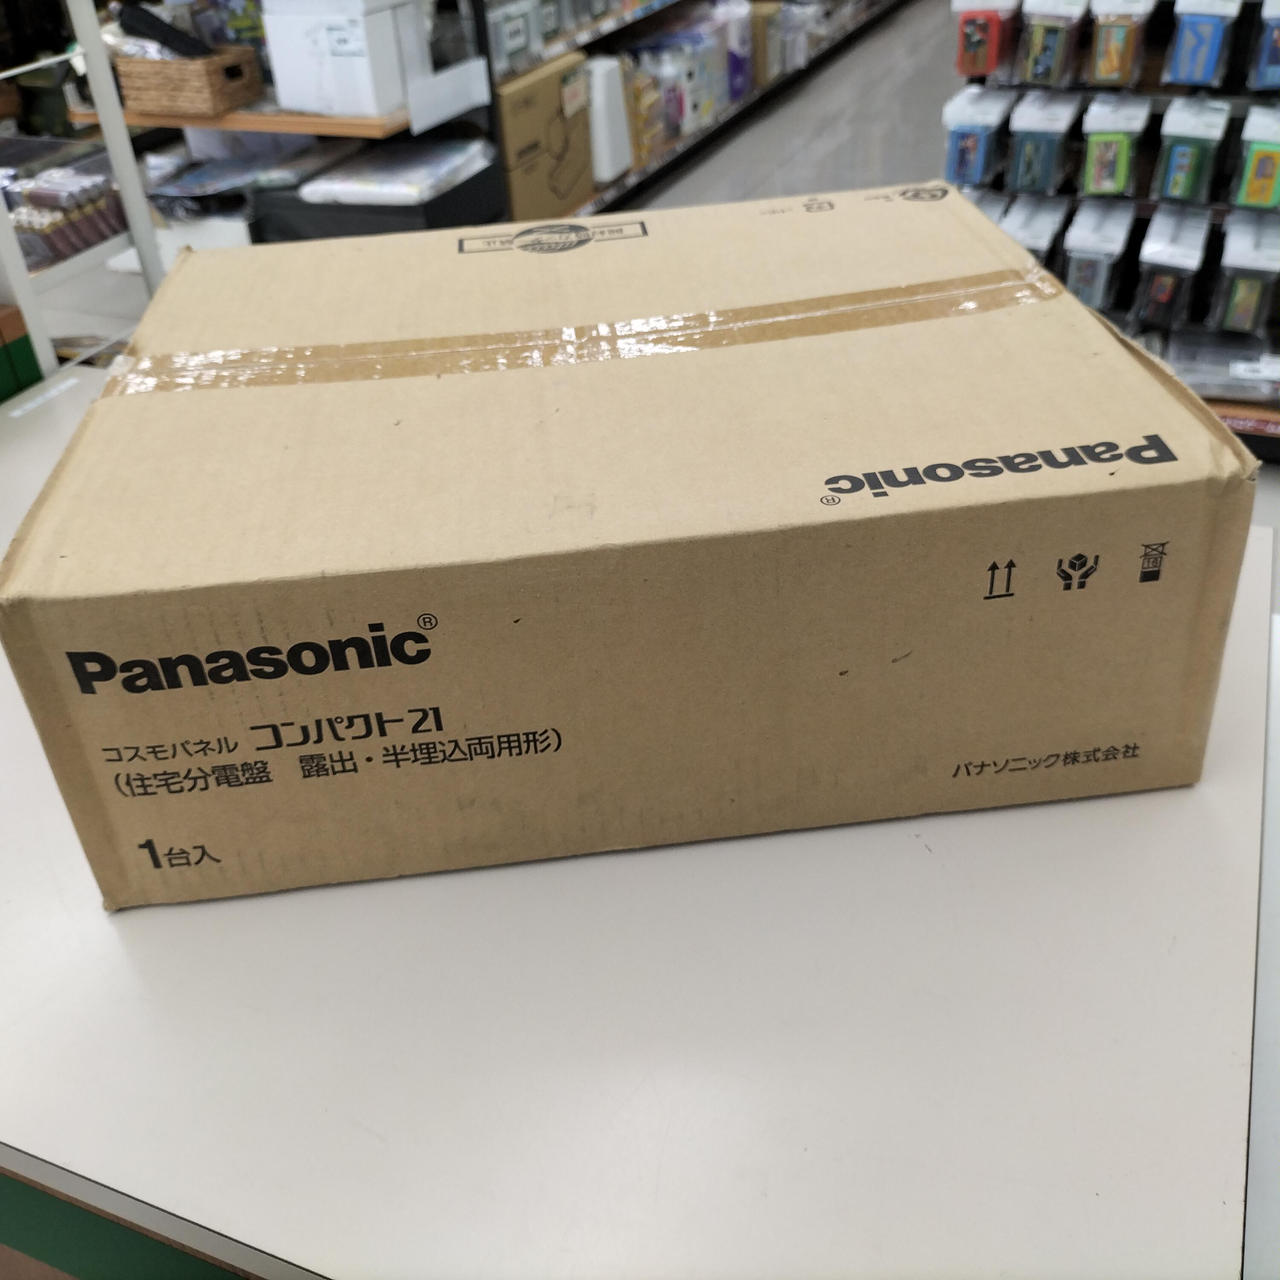 Panasonic®
Panasonic®
コスモパネル コンパクト21
(住宅分電盤 露出・半埋込両用形)
1台入
パナソニック株式会社